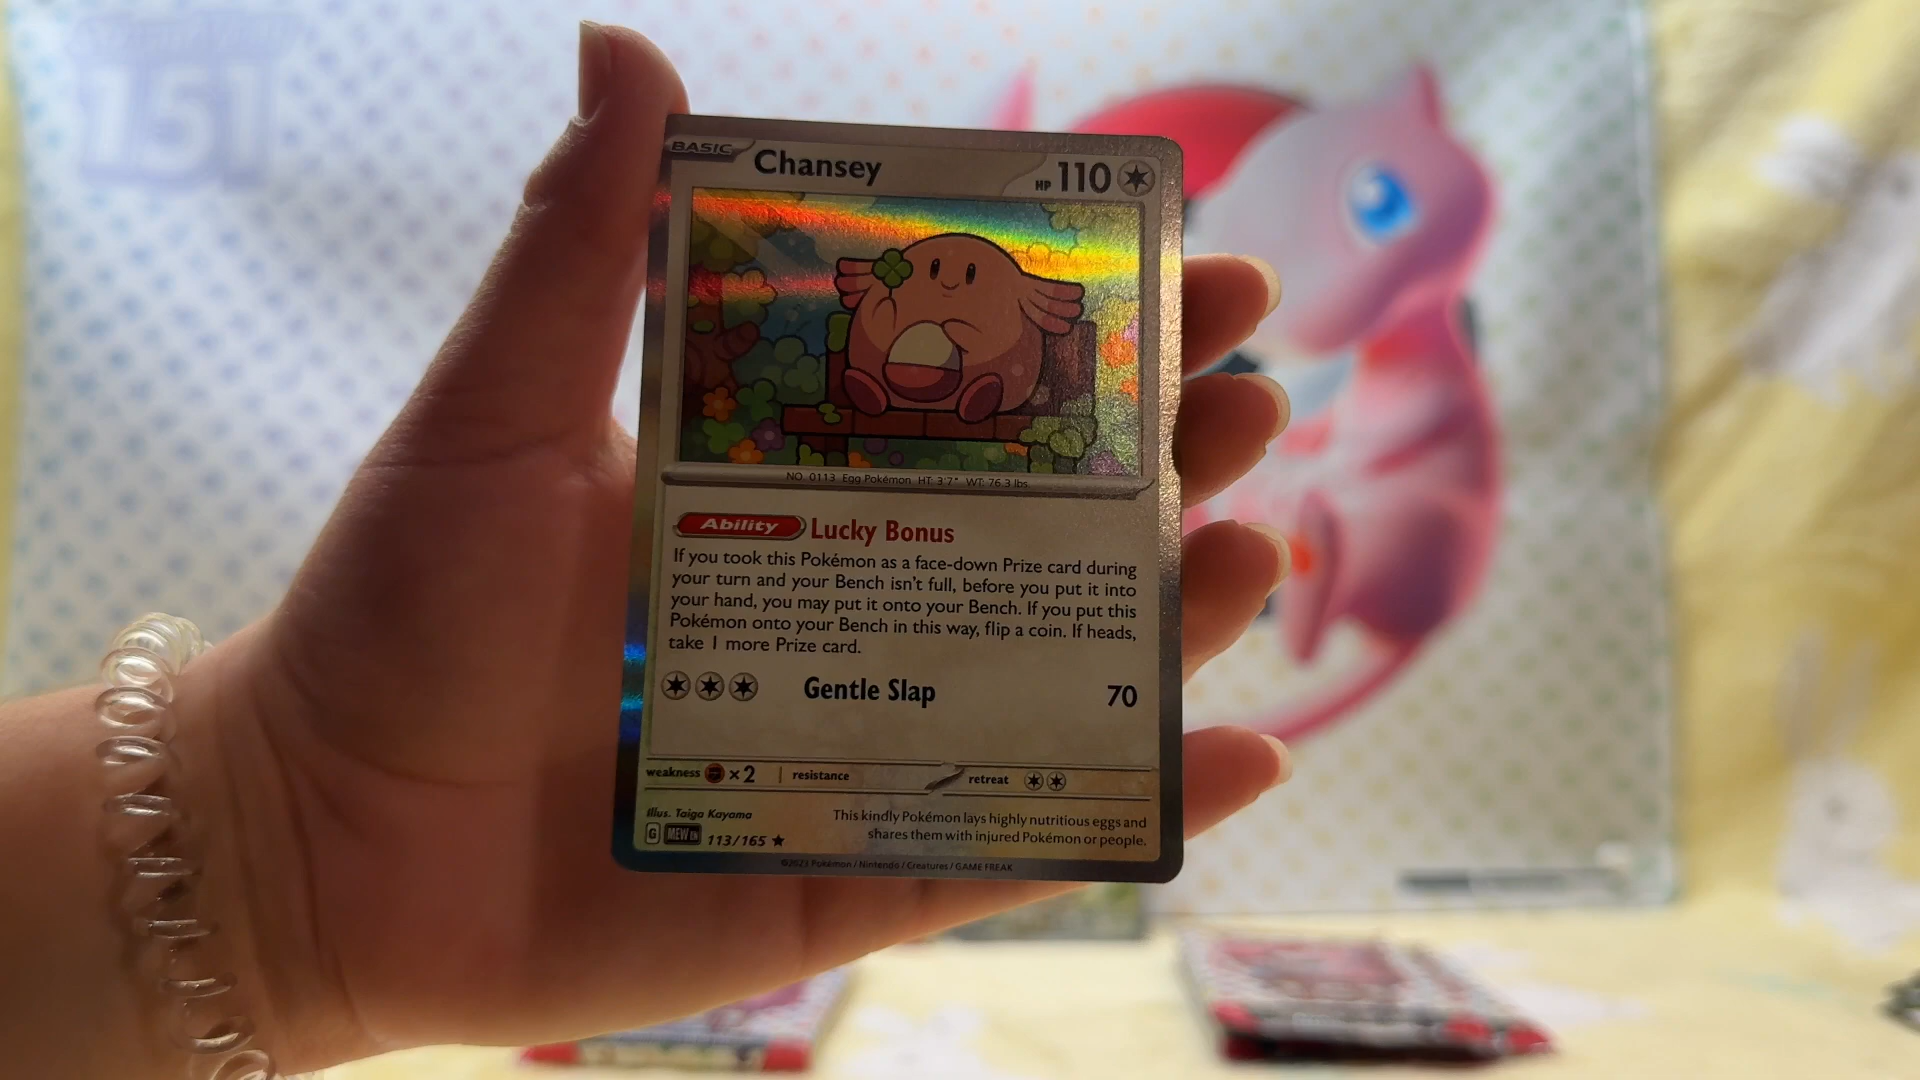 151
BASIC Chansey HP 110
NO. 0113 Egg Pokémon HT: 3'7" WT: 76.3 lbs.
Ability Lucky Bonus
If you took this Pokémon as a face-down Prize card during
your turn and your Bench isn't full, before you put it into
your hand, you may put it onto your Bench. If you put this
Pokémon onto your Bench in this way, flip a coin. If heads,
take 1 more Prize card.
Gentle Slap 70
weakness ×2 resistance retreat
Illus. Taiga Kayama
This kindly Pokémon lays highly nutritious eggs and
shares them with injured Pokémon or people.
G MEW EN 113/165
©2023 Pokémon / Nintendo / Creatures / GAME FREAK